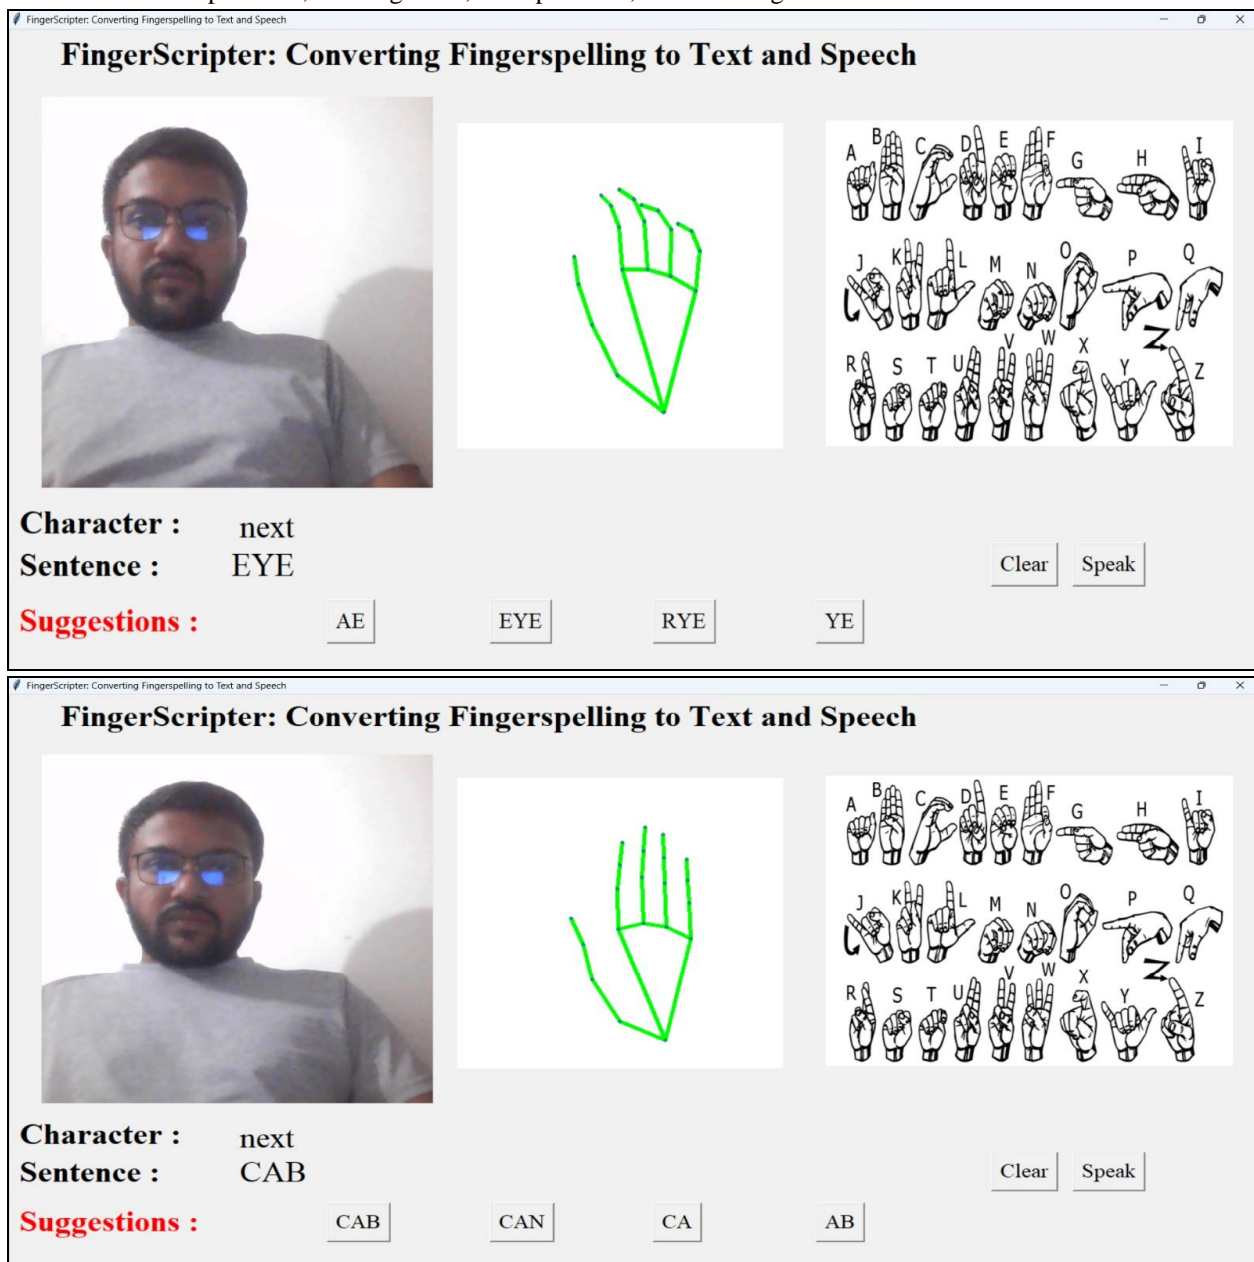 FingerScripter: Converting Fingerspelling to Text and Speech
FingerScripter: Converting Fingerspelling to Text and Speech
A B C D E F G H I
J K L M N O P Q
R S T U V W X Y Z
Character : next
Sentence : EYE
Clear Speak
Suggestions : AE EYE RYE YE
FingerScripter: Converting Fingerspelling to Text and Speech
FingerScripter: Converting Fingerspelling to Text and Speech
A B C D E F G H I
J K L M N O P Q
R S T U V W X Y Z
Character : next
Sentence : CAB
Clear Speak
Suggestions : CAB CAN CA AB